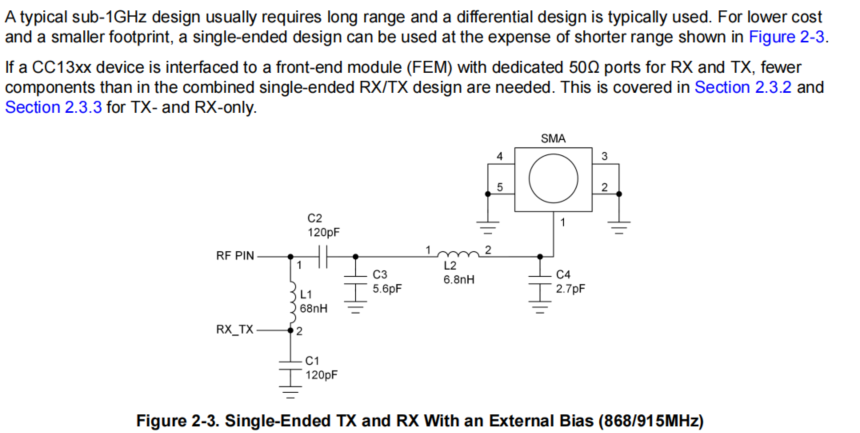 A typical sub-1GHz design usually requires long range and a differential design is typically used. For lower cost
and a smaller footprint, a single-ended design can be used at the expense of shorter range shown in Figure 2-3.
If a CC13xx device is interfaced to a front-end module (FEM) with dedicated 50Ω ports for RX and TX, fewer
components than in the combined single-ended RX/TX design are needed. This is covered in Section 2.3.2 and
Section 2.3.3 for TX- and RX-only.
SMA
4
3
5
2
1
C2
120pF
RF PIN
1
1
2
L2
6.8nH
C3
5.6pF
C4
2.7pF
L1
68nH
RX_TX
2
C1
120pF
Figure 2-3. Single-Ended TX and RX With an External Bias (868/915MHz)